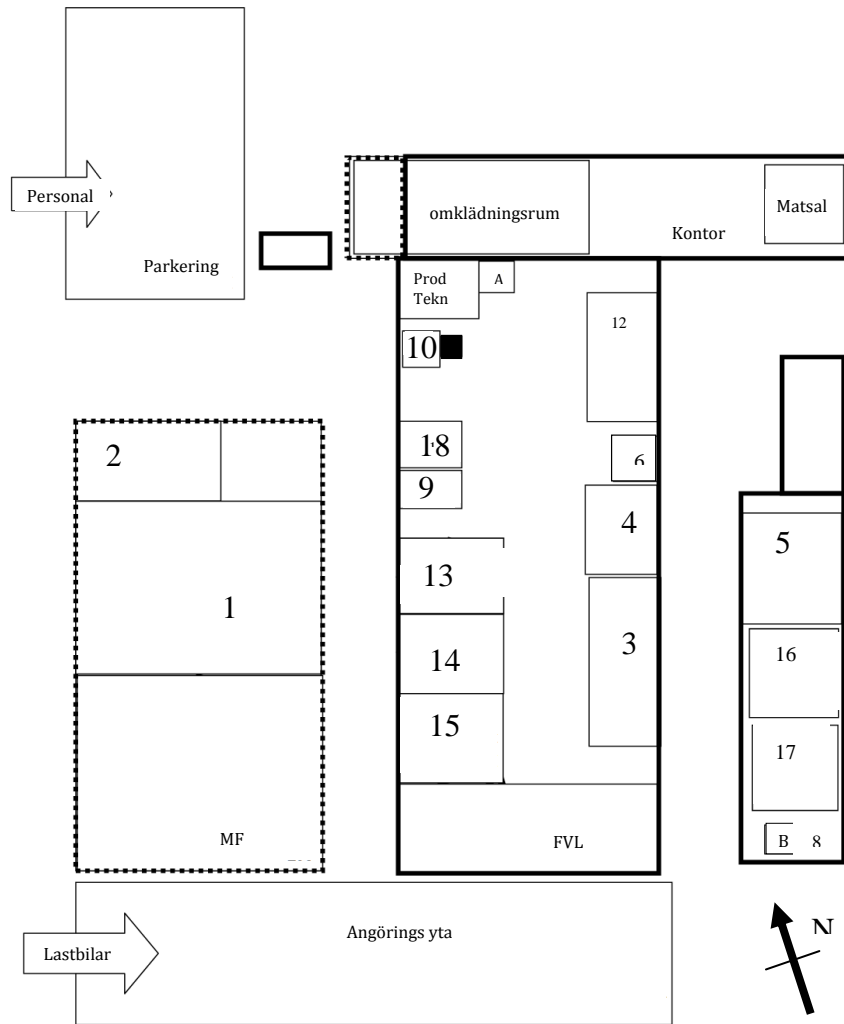 Personal
Parkering
omklädningsrum
Kontor
Matsal
Prod
Tekn
A
12
10
2
18
9
6
4
5
13
1
3
14
16
15
17
MF
FVL
B 8
Angörings yta
Lastbilar
N